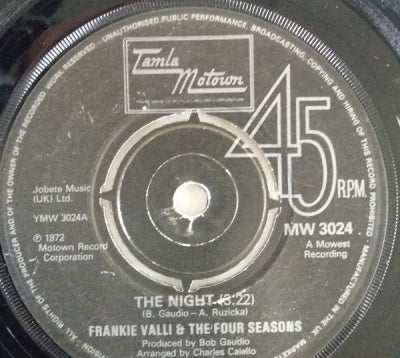 WORK RESERVED - UNAUTHORISED PUBLIC PERFORMANCE, BROADCASTING, COPYING AND HIRING OF THIS RECORD PROHIBITED
MANUFACTURED IN THE U
ALL RIGHTS OF THE PRODUCER AND OF THE OWNER OF THE RECORDED
Tamla
Motown
45
R.P.M.
Jobete Music
(UK) Ltd.
YMW 3024A
MW 3024
℗ 1972
Motown Record
Corporation
A Mowest
Recording
THE NIGHT (3:22)
(B. Gaudio – A. Ruzicka)
FRANKIE VALLI & THE FOUR SEASONS
Produced by Bob Gaudio
Arranged by Charles Calello